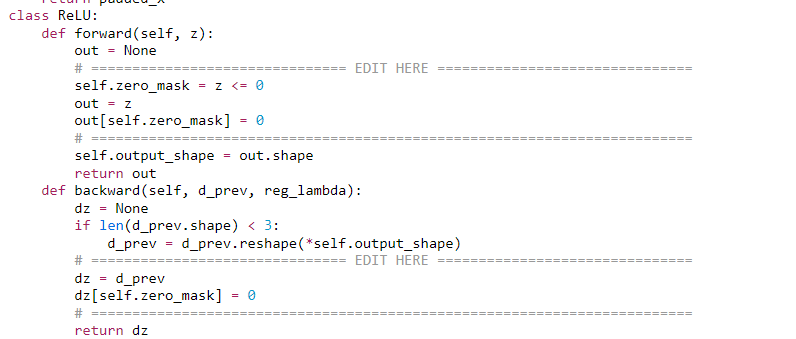 return padded_x
class ReLU:
    def forward(self, z):
        out = None
        # =============================== EDIT HERE ===============================
        self.zero_mask = z <= 0
        out = z
        out[self.zero_mask] = 0
        # =========================================================================
        self.output_shape = out.shape
        return out
    def backward(self, d_prev, reg_lambda):
        dz = None
        if len(d_prev.shape) < 3:
            d_prev = d_prev.reshape(*self.output_shape)
        # =============================== EDIT HERE ===============================
        dz = d_prev
        dz[self.zero_mask] = 0
        # =========================================================================
        return dz